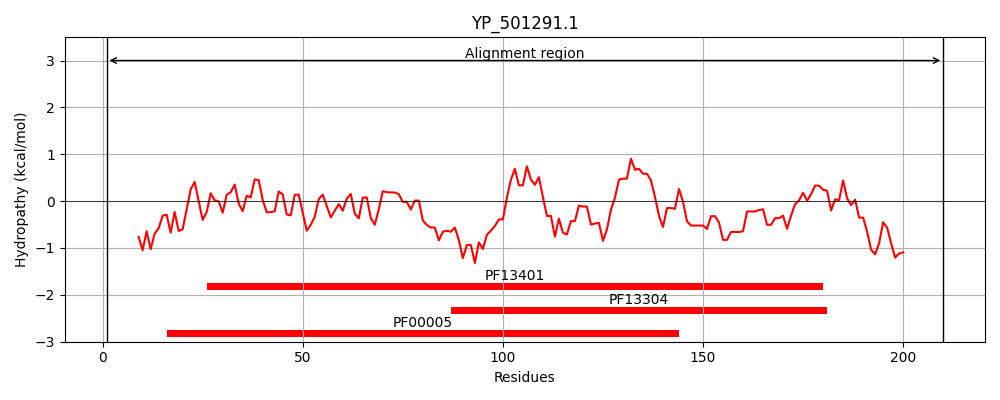 YP_501291.1
Alignment region
3
2
1
0
−1
−2
−3
Hydropathy (kcal/mol)
PF13401
PF13304
PF00005
0 50 100 150 200
Residues